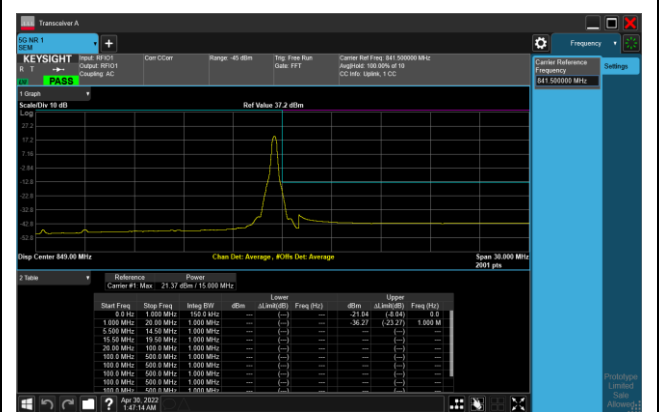 Transceiver A
5G NR 1
SEM
Frequency
KEYSIGHT
R T
PASS
Input: RFIO1
Output: RFIO1
Coupling: AC
Corr CCorr
Range: -45 dBm
Trig: Free Run
Gate: FFT
Carrier Ref Freq: 841.500000 MHz
Avg|Hold: 100.00% of 10
CC Info: Uplink, 1 CC
Carrier Reference
Frequency
841.500000 MHz
Settings
1 Graph
Scale/Div 10 dB
Ref Value 37.2 dBm
Log
27.2
17.2
7.16
-2.84
-12.8
-22.8
-32.8
-42.8
-52.8
Disp Center 849.00 MHz
Chan Det: Average , #Offs Det: Average
Span 30.000 MHz
2001 pts
2 Table
Reference Power
Carrier #1: Max 21.37 dBm / 15.000 MHz
Lower Upper
Start Freq Stop Freq Integ BW dBm ΔLimit(dB) Freq (Hz) dBm ΔLimit(dB) Freq (Hz)
0.0 Hz 1.000 MHz 150.0 kHz --- (---) --- -21.04 (-8.04) 0.0
1.000 MHz 20.00 MHz 1.000 MHz --- (---) --- -36.27 (-23.27) 1.000 M
5.500 MHz 14.50 MHz 1.000 MHz --- (---) --- --- (---) ---
15.50 MHz 19.50 MHz 1.000 MHz --- (---) --- --- (---) ---
20.00 MHz 100.0 MHz 1.000 MHz --- (---) --- --- (---) ---
100.0 MHz 500.0 MHz 1.000 MHz --- (---) --- --- (---) ---
100.0 MHz 500.0 MHz 1.000 MHz --- (---) --- --- (---) ---
100.0 MHz 500.0 MHz 1.000 MHz --- (---) --- --- (---) ---
100.0 MHz 500.0 MHz 1.000 MHz --- (---) --- --- (---) ---
100.0 MHz 500.0 MHz 1.000 MHz --- (---) --- --- (---) ---
Prototype
Limited
Sale
Allowed
?
Apr 30, 2022
1:47:14 AM